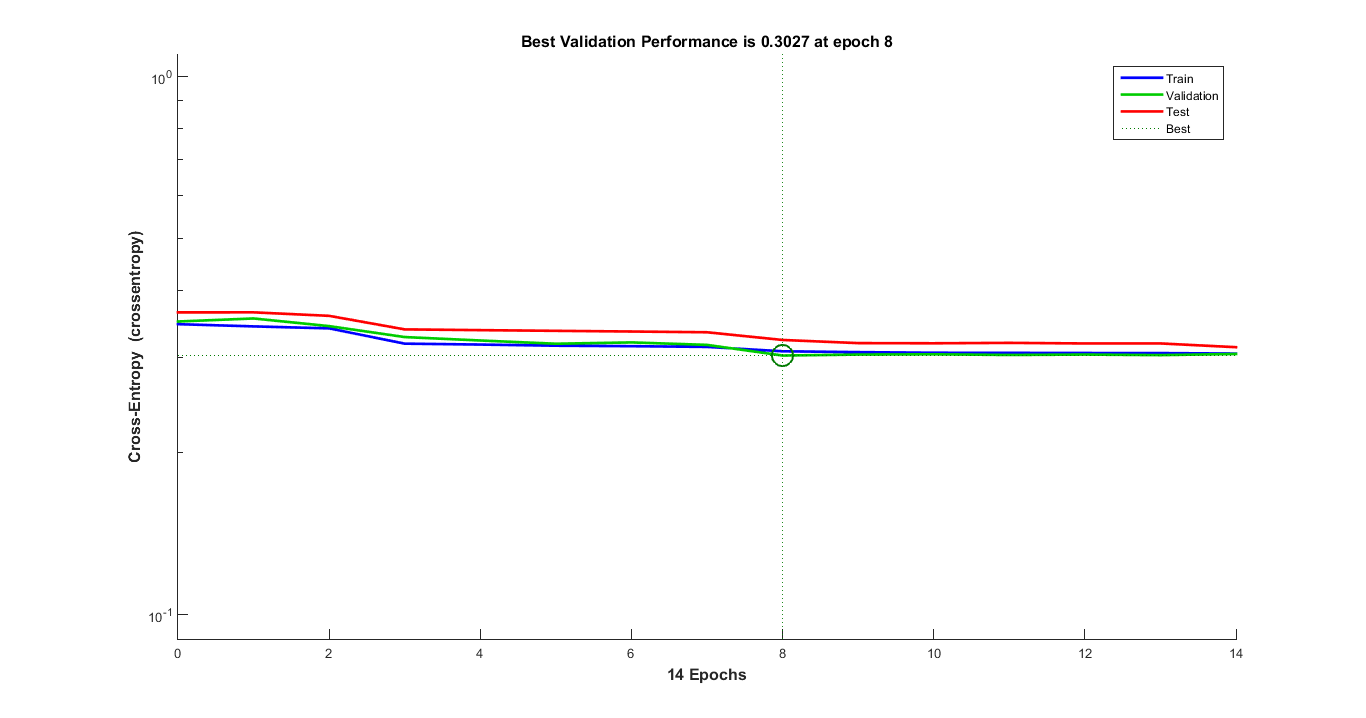 Best Validation Performance is 0.3027 at epoch 8
10^0
10^-1
Cross-Entropy (crossentropy)
Train
Validation
Test
Best
0 2 4 6 8 10 12 14
14 Epochs